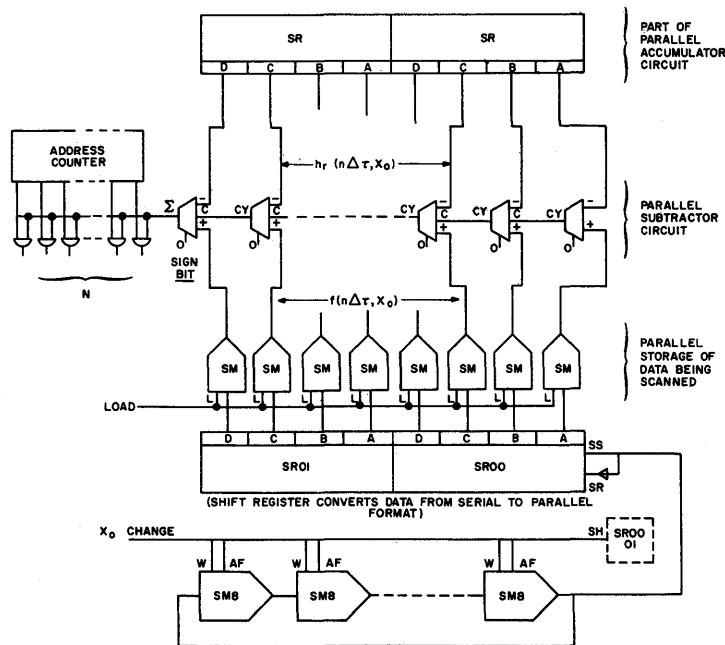 SR SR
D C B A D C B A
PART OF
PARALLEL
ACCUMULATOR
CIRCUIT
ADDRESS
COUNTER
hr (nΔτ, X₀)
Σ − C + CY − C + CY − C + CY − C + − +
O O O O O
SIGN
BIT
N
PARALLEL
SUBTRACTOR
CIRCUIT
f(nΔτ, X₀)
SM SM SM SM SM SM SM SM
PARALLEL
STORAGE OF
DATA BEING
SCANNED
L L L L L L L L
LOAD
D C B A D C B A
SS
SR01 SR00
SR
(SHIFT REGISTER CONVERTS DATA FROM SERIAL TO PARALLEL
FORMAT)
X₀ CHANGE
SH
SR00
01
W AF W AF W AF
SM8 SM8 SM8